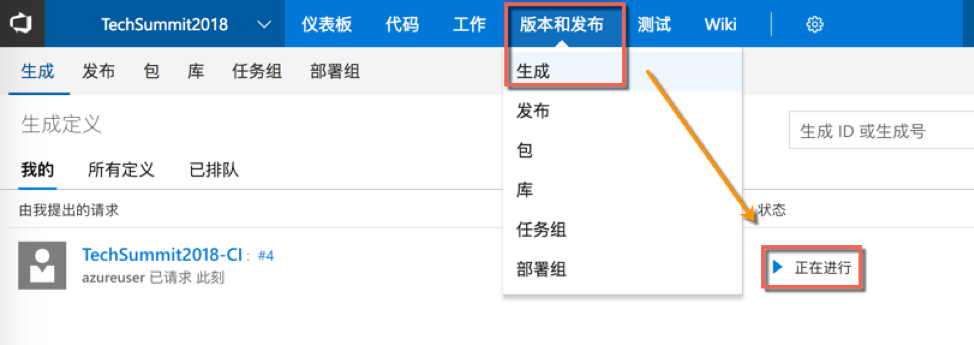 TechSummit2018 仪表板 代码 工作 版本和发布 测试 Wiki
生成 发布 包 库 任务组 部署组
生成
发布
包
库
任务组
部署组
生成定义
生成 ID 或生成号
我的 所有定义 已排队
由我提出的请求
状态
TechSummit2018-CI : #4
正在进行
azureuser 已请求 此刻